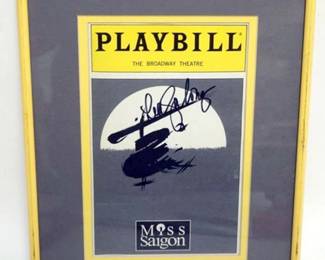 PLAYBILL®
THE BROADWAY THEATRE
Miss
Saigon